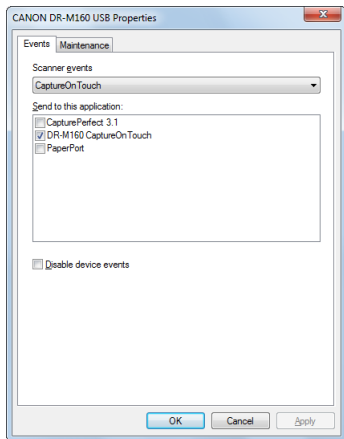 CANON DR-M160 USB Properties
Events Maintenance
Scanner events
CaptureOnTouch
Send to this application:
CapturePerfect 3.1
DR-M160 CaptureOnTouch
PaperPort
Disable device events
OK Cancel Apply